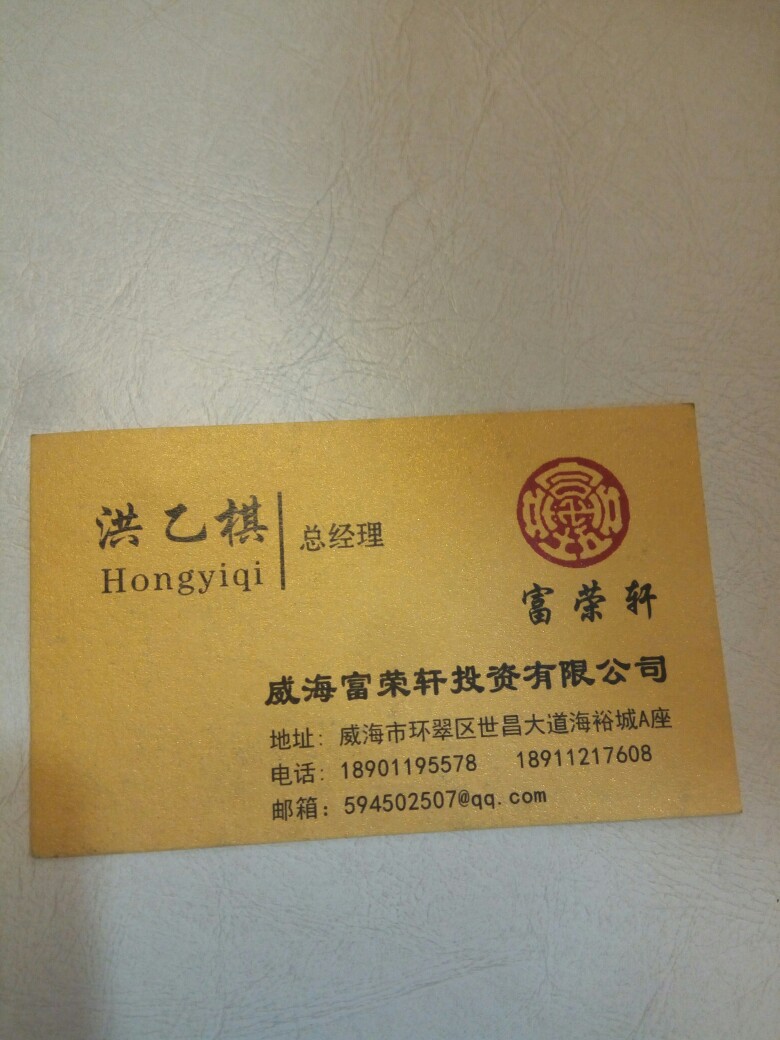 洪乙棋
Hongyiqi
总经理
富荣轩
威海富荣轩投资有限公司
地址: 威海市环翠区世昌大道海裕城A座
电话: 18901195578 18911217608
邮箱: 594502507@qq.com